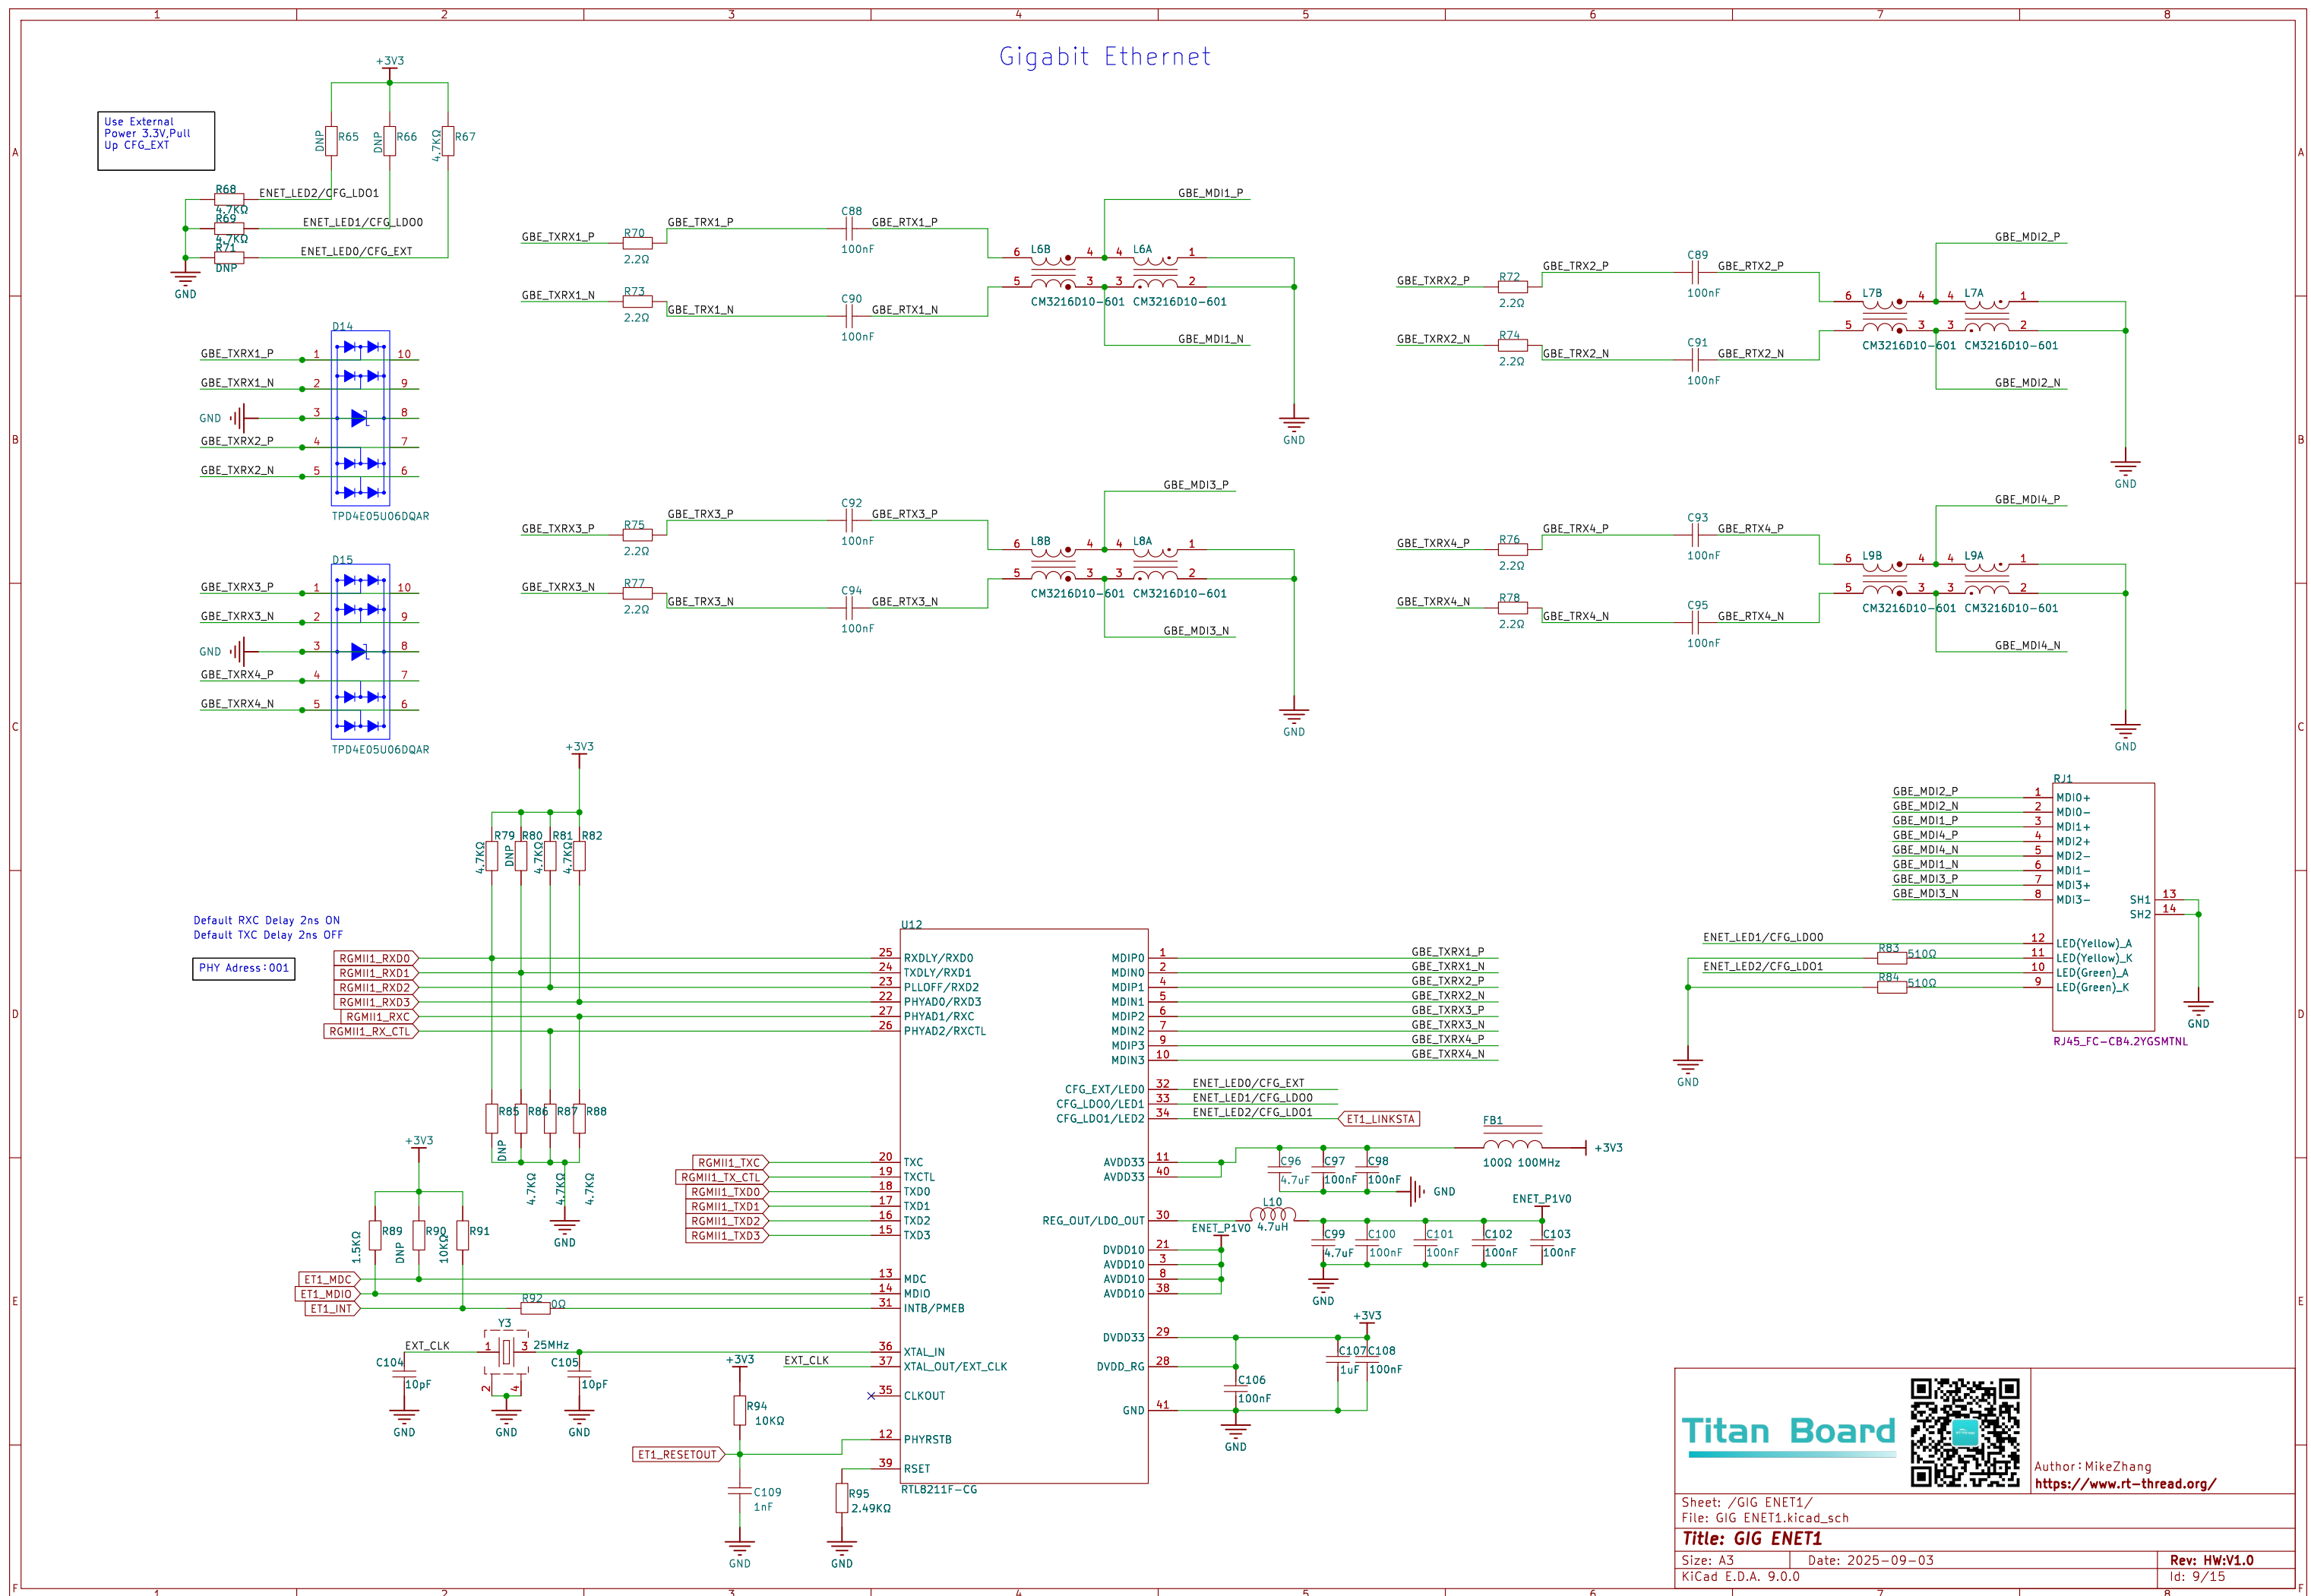 Gigabit Ethernet
1 2 3 4 5 6 7 8
A
B
C
D
E
F
Use External
Power 3.3V,Pull
Up CFG_EXT
+3V3
DNP R65
DNP R66
4.7KΩ R67
R68 ENET_LED2/CFG_LDO1
4.7KΩ
R69 ENET_LED1/CFG_LDO0
4.7KΩ
R71 ENET_LED0/CFG_EXT
DNP
GND
D14
GBE_TXRX1_P 1 10
GBE_TXRX1_N 2 9
GND 3 8
GBE_TXRX2_P 4 7
GBE_TXRX2_N 5 6
TPD4E05U06DQAR
D15
GBE_TXRX3_P 1 10
GBE_TXRX3_N 2 9
GND 3 8
GBE_TXRX4_P 4 7
GBE_TXRX4_N 5 6
TPD4E05U06DQAR
GBE_TXRX1_P R70 2.2Ω GBE_TRX1_P C88 100nF GBE_RTX1_P
GBE_TXRX1_N R73 2.2Ω GBE_TRX1_N C90 100nF GBE_RTX1_N
GBE_MDI1_P
6 L6B 4 4 L6A 1
5 3 3 2
CM3216D10-601 CM3216D10-601
GBE_MDI1_N
GND
GBE_TXRX2_P R72 2.2Ω GBE_TRX2_P C89 100nF GBE_RTX2_P
GBE_TXRX2_N R74 2.2Ω GBE_TRX2_N C91 100nF GBE_RTX2_N
GBE_MDI2_P
6 L7B 4 4 L7A 1
5 3 3 2
CM3216D10-601 CM3216D10-601
GBE_MDI2_N
GND
GBE_TXRX3_P R75 2.2Ω GBE_TRX3_P C92 100nF GBE_RTX3_P
GBE_TXRX3_N R77 2.2Ω GBE_TRX3_N C94 100nF GBE_RTX3_N
GBE_MDI3_P
6 L8B 4 4 L8A 1
5 3 3 2
CM3216D10-601 CM3216D10-601
GBE_MDI3_N
GND
GBE_TXRX4_P R76 2.2Ω GBE_TRX4_P C93 100nF GBE_RTX4_P
GBE_TXRX4_N R78 2.2Ω GBE_TRX4_N C95 100nF GBE_RTX4_N
GBE_MDI4_P
6 L9B 4 4 L9A 1
5 3 3 2
CM3216D10-601 CM3216D10-601
GBE_MDI4_N
GND
+3V3
4.7KΩ R79 DNP R80 4.7KΩ R81 4.7KΩ R82
Default RXC Delay 2ns ON
Default TXC Delay 2ns OFF
PHY Adress:001
U12
RGMII1_RXD0 25 RXDLY/RXD0
RGMII1_RXD1 24 TXDLY/RXD1
RGMII1_RXD2 23 PLLOFF/RXD2
RGMII1_RXD3 22 PHYAD0/RXD3
RGMII1_RXC 27 PHYAD1/RXC
RGMII1_RX_CTL 26 PHYAD2/RXCTL
R85 R86 R87 R88
DNP 4.7KΩ 4.7KΩ 4.7KΩ
GND
RGMII1_TXC 20 TXC
RGMII1_TX_CTL 19 TXCTL
RGMII1_TXD0 18 TXD0
RGMII1_TXD1 17 TXD1
RGMII1_TXD2 16 TXD2
RGMII1_TXD3 15 TXD3
+3V3
1.5KΩ R89 DNP R90 10KΩ R91
ET1_MDC 13 MDC
ET1_MDIO 14 MDIO
ET1_INT R92 0Ω 31 INTB/PMEB
Y3
EXT_CLK 1 3 25MHz 36 XTAL_IN
C104 10pF 2 4 C105 10pF
GND GND GND
EXT_CLK 37 XTAL_OUT/EXT_CLK
35 CLKOUT
+3V3
R94
10KΩ
12 PHYRSTB
ET1_RESETOUT
39 RSET
C109
1nF
R95
2.49KΩ
GND GND
RTL8211F-CG
MDIP0 1 GBE_TXRX1_P
MDIN0 2 GBE_TXRX1_N
MDIP1 4 GBE_TXRX2_P
MDIN1 5 GBE_TXRX2_N
MDIP2 6 GBE_TXRX3_P
MDIN2 7 GBE_TXRX3_N
MDIP3 9 GBE_TXRX4_P
MDIN3 10 GBE_TXRX4_N
CFG_EXT/LED0 32 ENET_LED0/CFG_EXT
CFG_LDO0/LED1 33 ENET_LED1/CFG_LDO0
CFG_LDO1/LED2 34 ENET_LED2/CFG_LDO1 ET1_LINKSTA
FB1
100Ω 100MHz
+3V3
AVDD33 11
AVDD33 40
C96 4.7uF C97 100nF C98 100nF GND
REG_OUT/LDO_OUT 30 L10 4.7uH ENET_P1V0
ENET_P1V0
C99 4.7uF C100 100nF C101 100nF C102 100nF C103 100nF
GND
DVDD10 21
AVDD10 3
AVDD10 8
AVDD10 38
+3V3
DVDD33 29
DVDD_RG 28
C107 1uF C108 100nF
C106
100nF
GND 41
GND
RJ1
GBE_MDI2_P 1 MDI0+
GBE_MDI2_N 2 MDI0-
GBE_MDI1_P 3 MDI1+
GBE_MDI4_P 4 MDI2+
GBE_MDI4_N 5 MDI2-
GBE_MDI1_N 6 MDI1-
GBE_MDI3_P 7 MDI3+
GBE_MDI3_N 8 MDI3-
SH1 13
SH2 14
ENET_LED1/CFG_LDO0 12 LED(Yellow)_A
R83 510Ω 11 LED(Yellow)_K
ENET_LED2/CFG_LDO1 10 LED(Green)_A
R84 510Ω 9 LED(Green)_K
GND
GND
RJ45_FC-CB4.2YGSMTNL
Titan Board
Author:MikeZhang
https://www.rt-thread.org/
Sheet: /GIG ENET1/
File: GIG ENET1.kicad_sch
Title: GIG ENET1
Size: A3 Date: 2025-09-03 Rev: HW:V1.0
KiCad E.D.A. 9.0.0 Id: 9/15
A
B
C
D
E
F
1 2 3 4 5 6 7 8